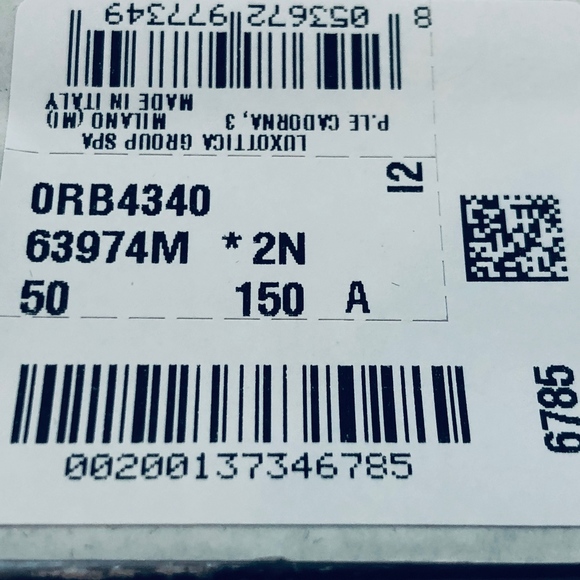 LUXOTTICA GROUP SPA
P.LE CADORNA, 3 MILANO (MI)
MADE IN ITALY
8 053672 977349
I2
0RB4340
63974M * 2N
50 150 A
00200137346785
6785